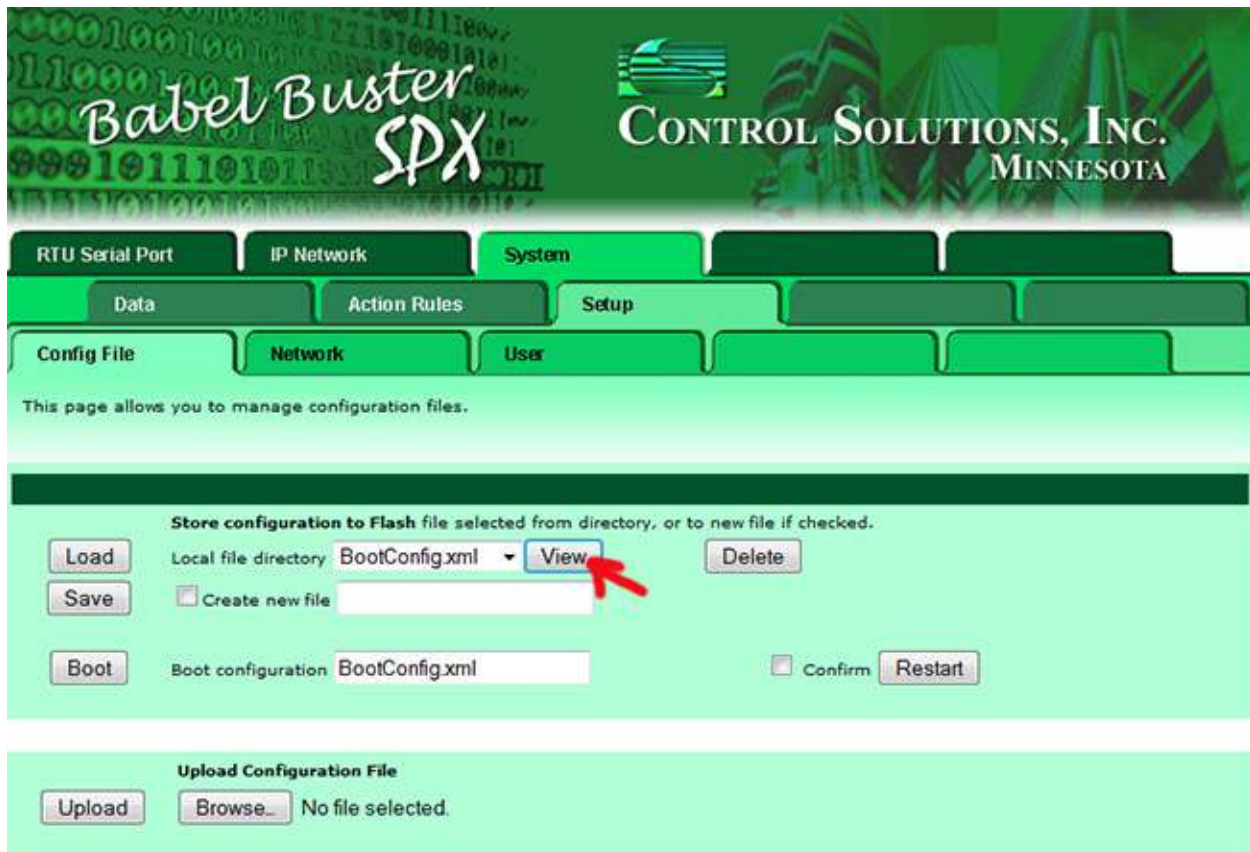 Babel Buster
SPX
CONTROL SOLUTIONS, INC.
MINNESOTA
RTU Serial Port IP Network System
Data Action Rules Setup
Config File Network User
This page allows you to manage configuration files.
Store configuration to Flash file selected from directory, or to new file if checked.
Load Local file directory BootConfig.xml View Delete
Save Create new file
Boot Boot configuration BootConfig.xml Confirm Restart
Upload Configuration File
Upload Browse... No file selected.